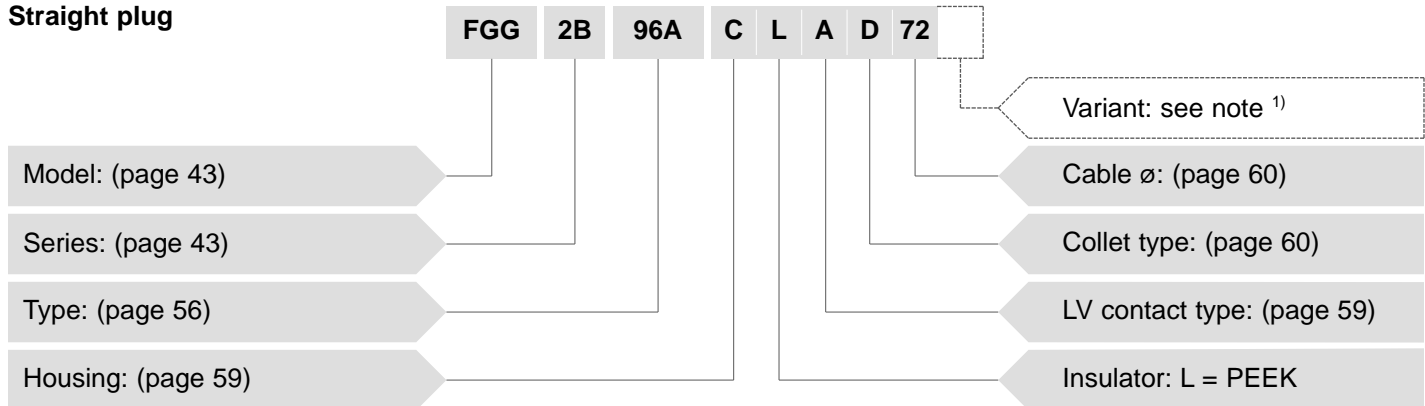 Straight plug
FGG 2B 96A C L A D 72
Variant: see note 1)
Model: (page 43)
Cable ø: (page 60)
Series: (page 43)
Collet type: (page 60)
Type: (page 56)
LV contact type: (page 59)
Housing: (page 59)
Insulator: L = PEEK